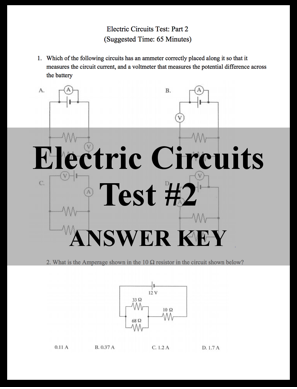 Electric Circuits Test: Part 2
(Suggested Time: 65 Minutes)
1. Which of the following circuits has an ammeter correctly placed along it so that it
measures the circuit current, and a voltmeter that measures the potential difference across
the battery
A.
A
B.
A
V
Electric Circuits
Test #2
C.
V
A
ANSWER KEY
2. What is the Amperage shown in the 10 Ω resistor in the circuit shown below?
12 V
10 Ω
0.11 A
B. 0.37 A
C. 1.2 A
D. 1.7 A